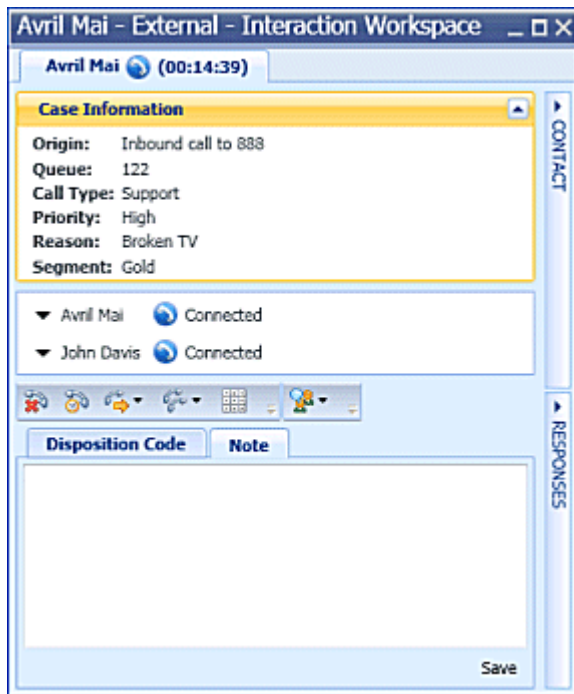 Avril Mai - External - Interaction Workspace
Avril Mai (00:14:39)
Case Information
Origin: Inbound call to 888
Queue: 122
Call Type: Support
Priority: High
Reason: Broken TV
Segment: Gold
Avril Mai Connected
John Davis Connected
Disposition Code Note
Save
CONTACT
RESPONSES